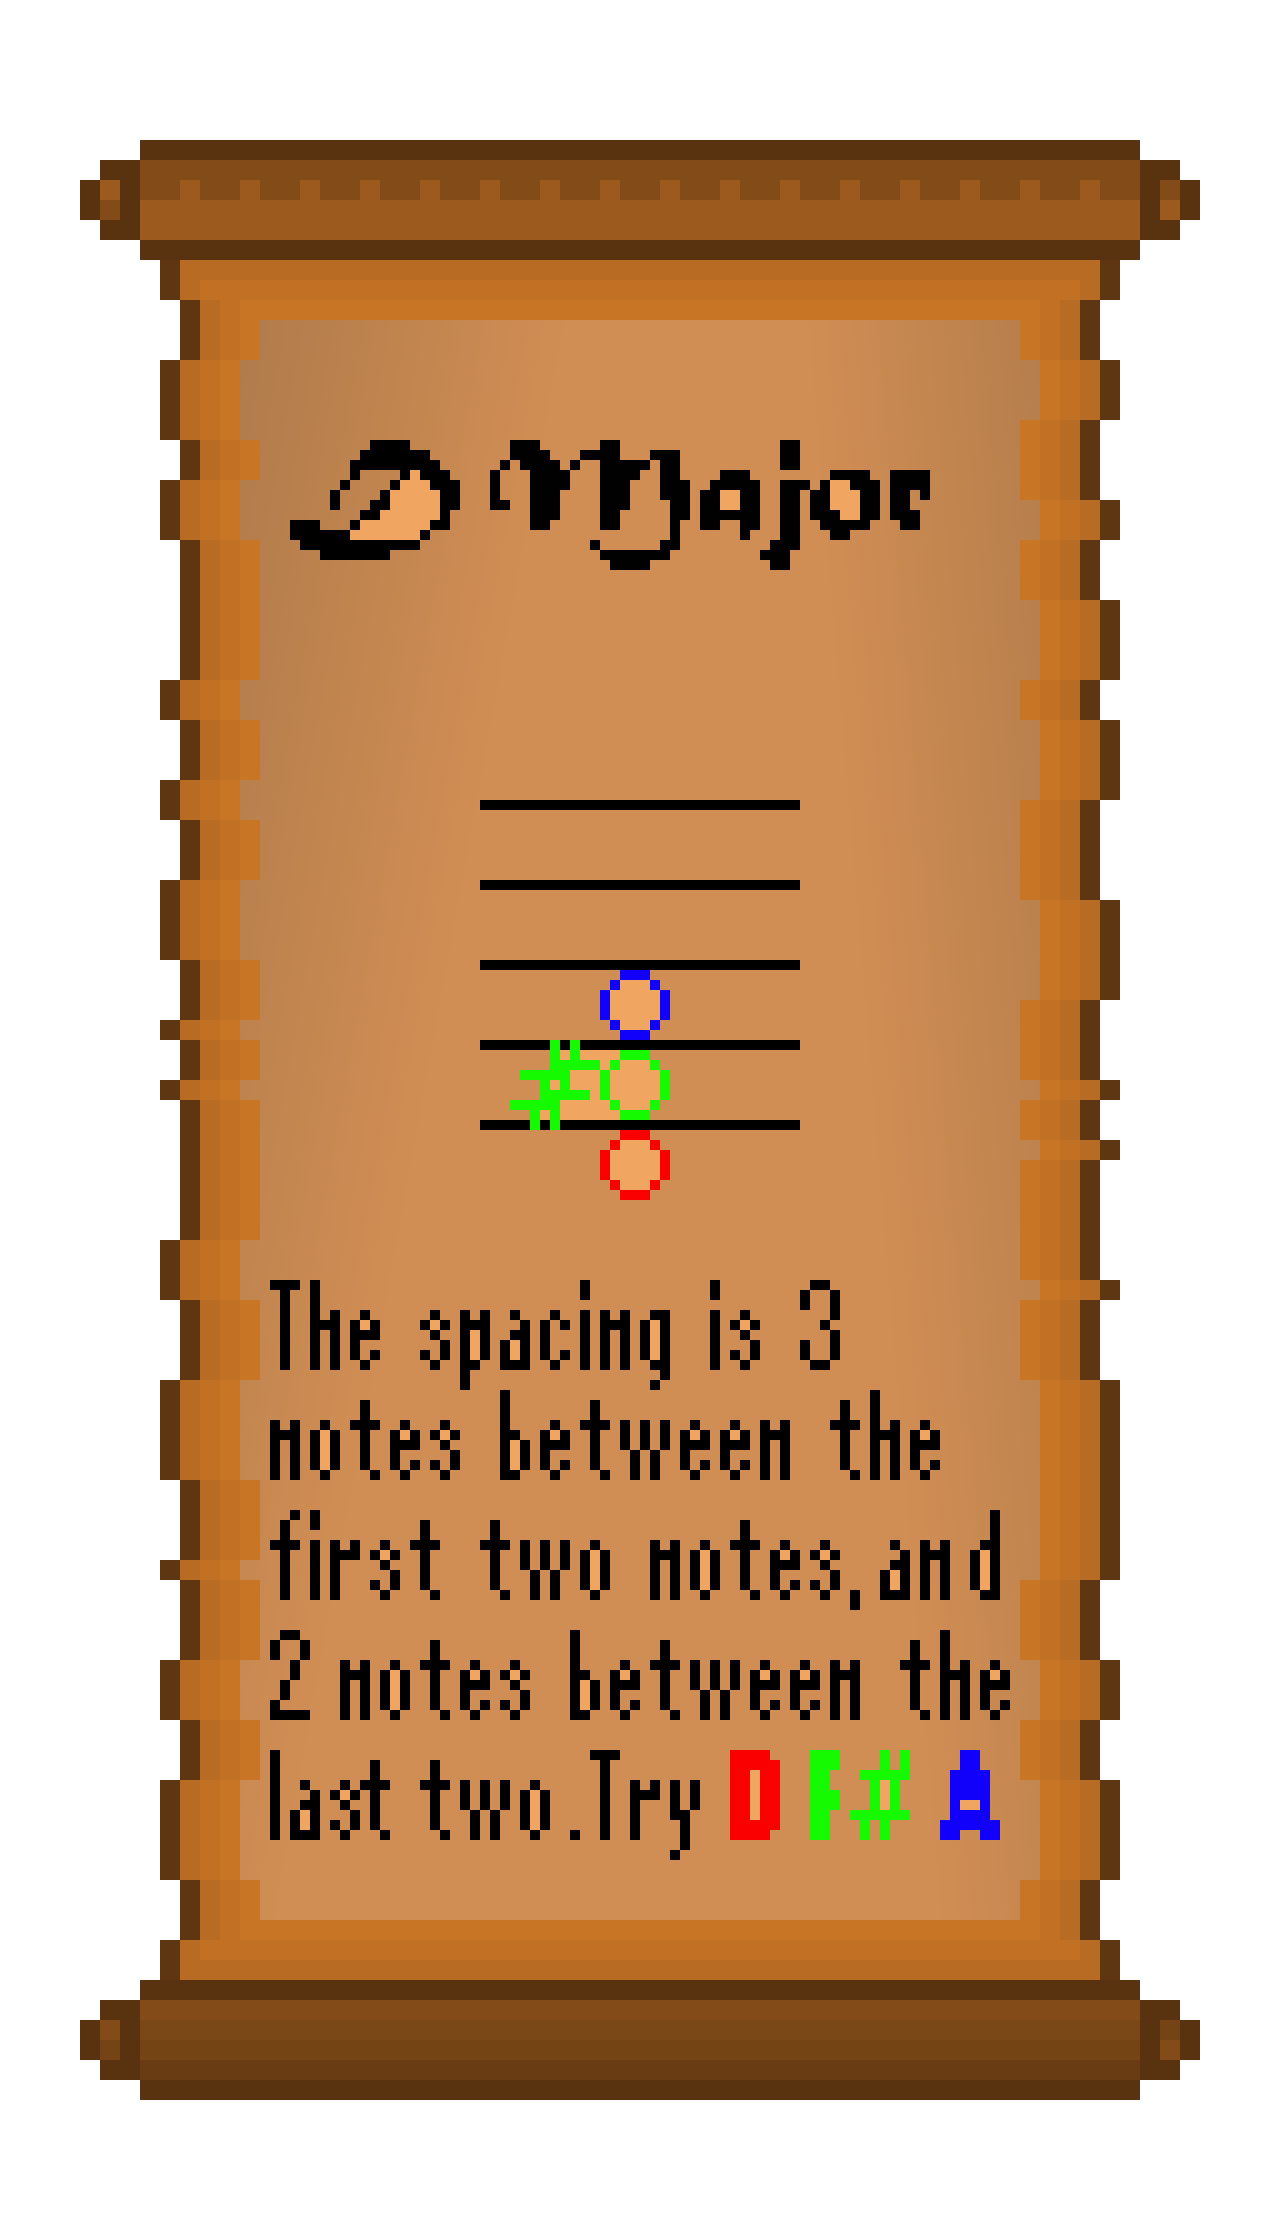 D Major
#
The spacing is 3
notes between the
first two notes, and
2 notes between the
last two. Try D F# A